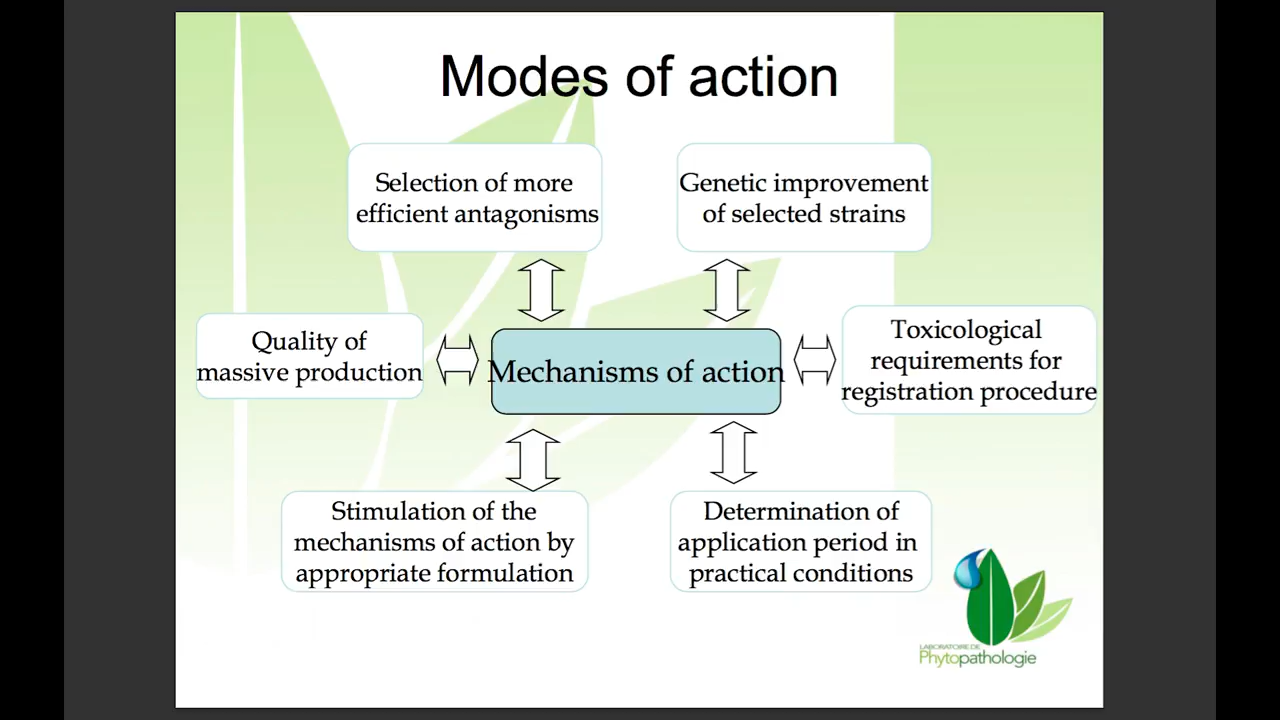 Modes of action
Selection of more
efficient antagonisms
Genetic improvement
of selected strains
Quality of
massive production
Mechanisms of action
Toxicological
requirements for
registration procedure
Stimulation of the
mechanisms of action by
appropriate formulation
Determination of
application period in
practical conditions
LABORATOIRE DE
Phytopathologie